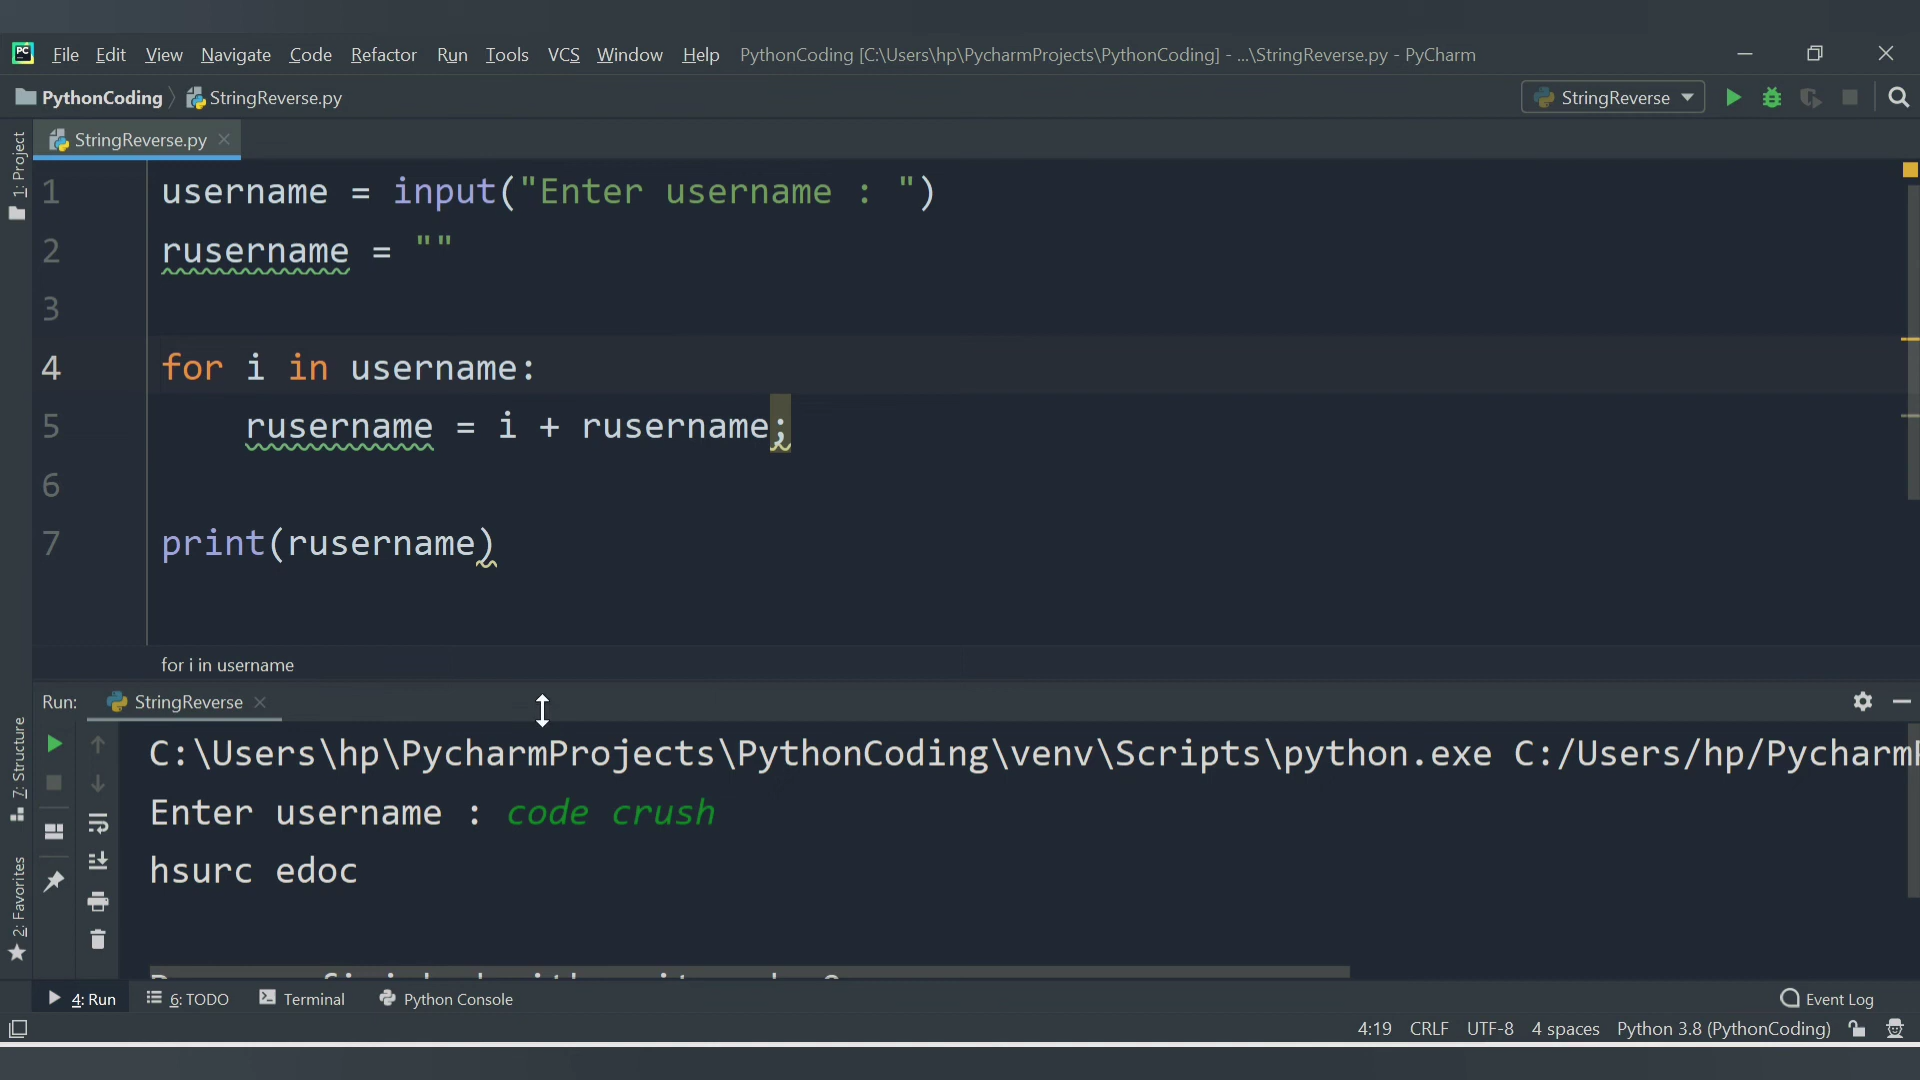 PC File Edit View Navigate Code Refactor Run Tools VCS Window Help PythonCoding [C:\Users\hp\PycharmProjects\PythonCoding] - ...\StringReverse.py - PyCharm
PythonCoding StringReverse.py StringReverse
1: Project
StringReverse.py
1 username = input("Enter username : ")
2 rusername = ""
3
4 for i in username:
5 rusername = i + rusername;
6
7 print(rusername)
for i in username
Run: StringReverse
7: Structure
2: Favorites
C:\Users\hp\PycharmProjects\PythonCoding\venv\Scripts\python.exe C:/Users/hp/Pycharm
Enter username : code crush
hsurc edoc
4: Run 6: TODO Terminal Python Console Event Log
4:19 CRLF UTF-8 4 spaces Python 3.8 (PythonCoding)